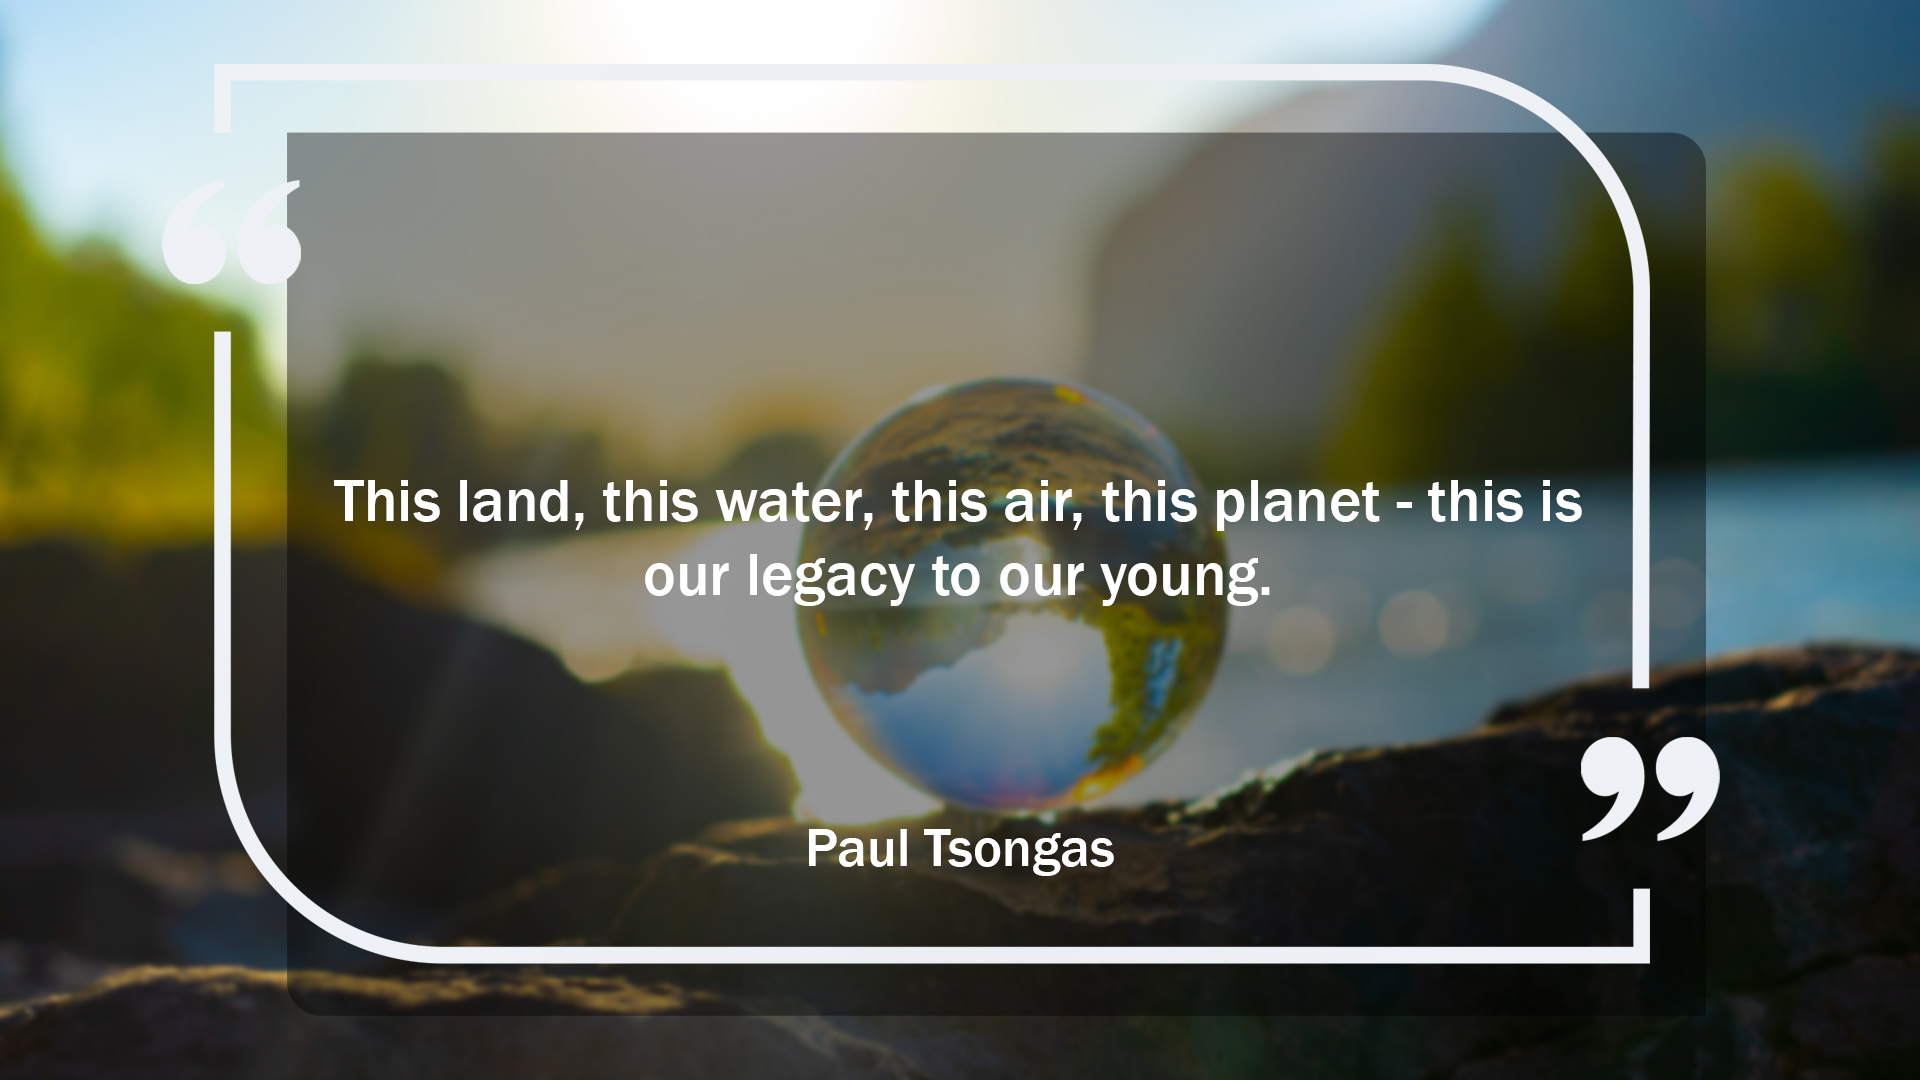 This land, this water, this air, this planet - this is
our legacy to our young.
Paul Tsongas